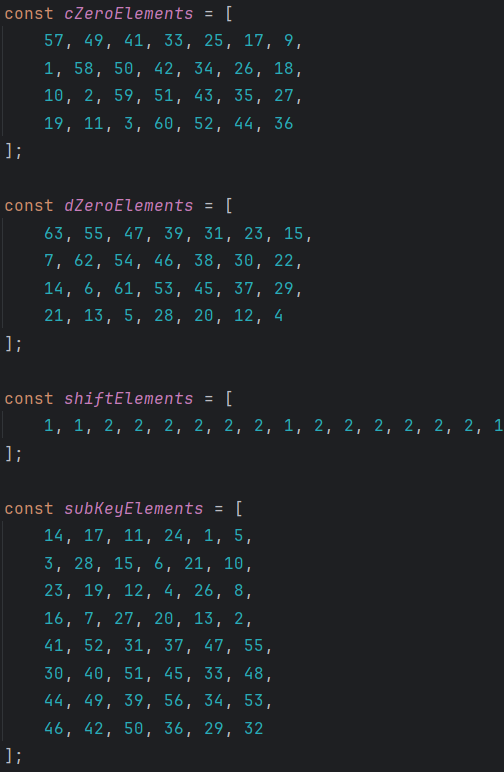 const cZeroElements = [
57, 49, 41, 33, 25, 17, 9,
1, 58, 50, 42, 34, 26, 18,
10, 2, 59, 51, 43, 35, 27,
19, 11, 3, 60, 52, 44, 36
];
const dZeroElements = [
63, 55, 47, 39, 31, 23, 15,
7, 62, 54, 46, 38, 30, 22,
14, 6, 61, 53, 45, 37, 29,
21, 13, 5, 28, 20, 12, 4
];
const shiftElements = [
1, 1, 2, 2, 2, 2, 2, 2, 1, 2, 2, 2, 2, 2, 2, 1
];
const subKeyElements = [
14, 17, 11, 24, 1, 5,
3, 28, 15, 6, 21, 10,
23, 19, 12, 4, 26, 8,
16, 7, 27, 20, 13, 2,
41, 52, 31, 37, 47, 55,
30, 40, 51, 45, 33, 48,
44, 49, 39, 56, 34, 53,
46, 42, 50, 36, 29, 32
];